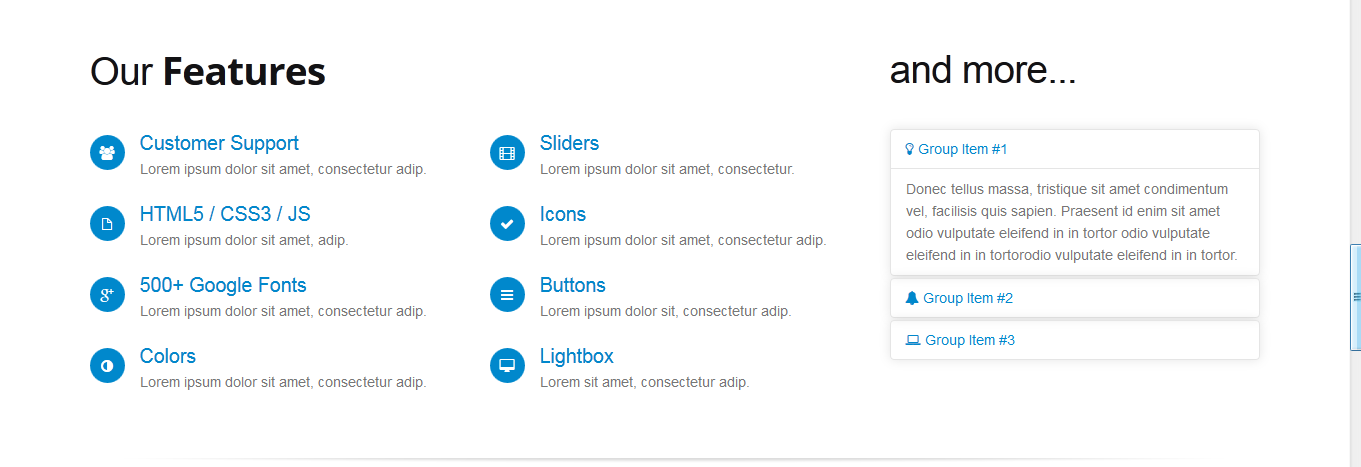 Our Features
Customer Support
Lorem ipsum dolor sit amet, consectetur adip.
HTML5 / CSS3 / JS
Lorem ipsum dolor sit amet, adip.
500+ Google Fonts
Lorem ipsum dolor sit amet, consectetur adip.
Colors
Lorem ipsum dolor sit amet, consectetur adip.
Sliders
Lorem ipsum dolor sit amet, consectetur.
Icons
Lorem ipsum dolor sit amet, consectetur adip.
Buttons
Lorem ipsum dolor sit, consectetur adip.
Lightbox
Lorem sit amet, consectetur adip.
and more...
Group Item #1
Donec tellus massa, tristique sit amet condimentum
vel, facilisis quis sapien. Praesent id enim sit amet
odio vulputate eleifend in in tortor odio vulputate
eleifend in in tortorodio vulputate eleifend in in tortor.
Group Item #2
Group Item #3